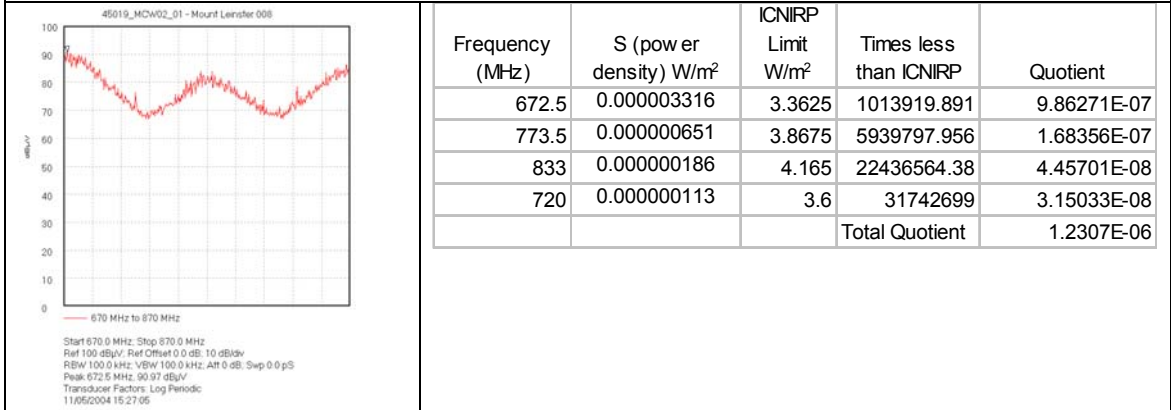 45019_MCW02_01 - Mount Leinster 008
100
90
80
70
60
50
40
30
20
10
0
dBµV
670 MHz to 870 MHz
Start 670.0 MHz; Stop 870.0 MHz
Ref 100 dBµV; Ref Offset 0.0 dB; 10 dB/div
RBW 100.0 kHz; VBW 100.0 kHz; Att 0 dB; Swp 0.0 pS
Peak 672.5 MHz, 90.97 dBµV
Transducer Factors: Log Periodic
11/05/2004 15:27:05
Frequency (MHz) S (power density) W/m² ICNIRP Limit W/m² Times less than ICNIRP Quotient
672.5 0.000003316 3.3625 1013919.891 9.86271E-07
773.5 0.000000651 3.8675 5939797.956 1.68356E-07
833 0.000000186 4.165 22436564.38 4.45701E-08
720 0.000000113 3.6 31742699 3.15033E-08
Total Quotient 1.2307E-06